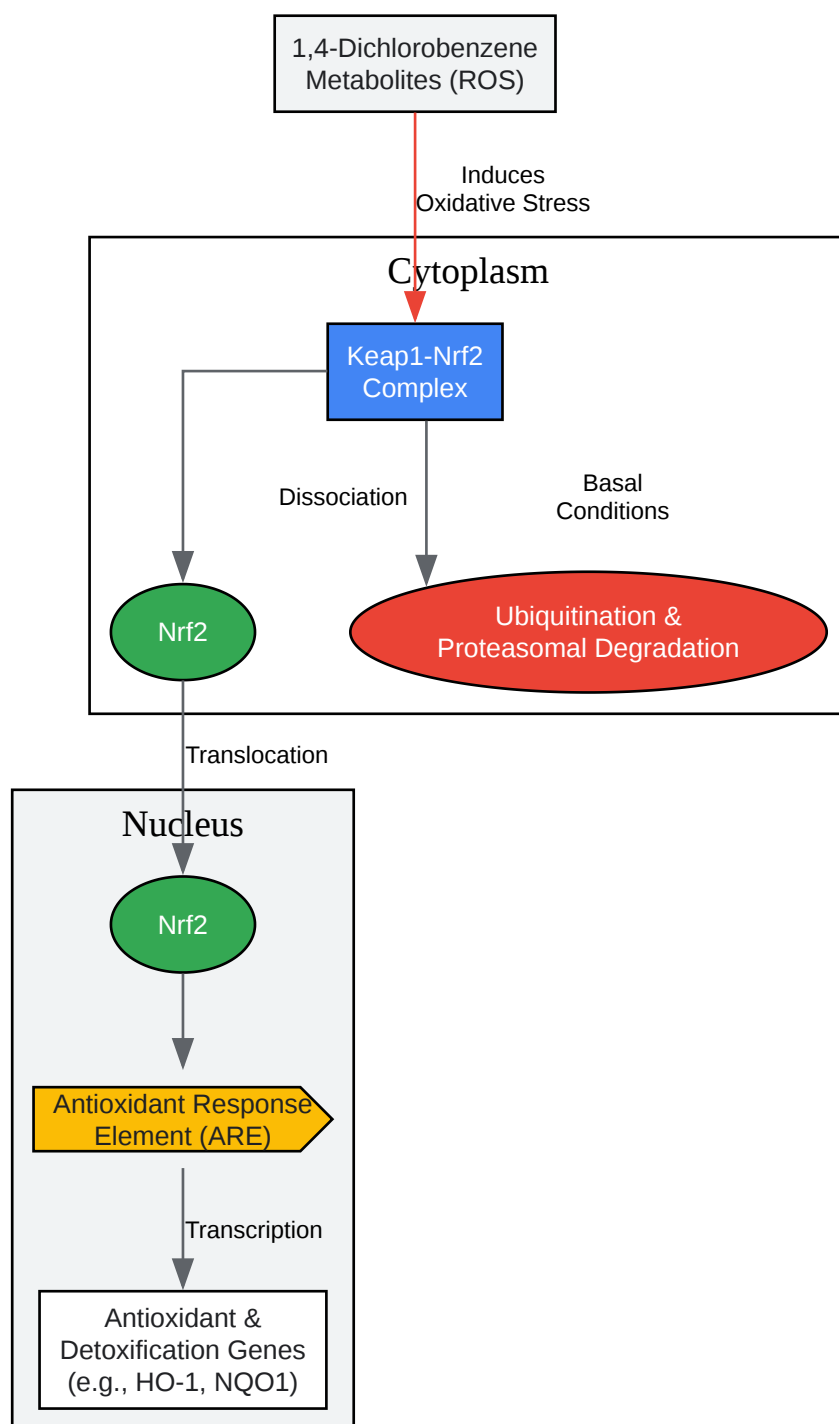 1,4-Dichlorobenzene
Metabolites (ROS)
Induces
Oxidative Stress
Cytoplasm
Keap1-Nrf2
Complex
Dissociation
Basal
Conditions
Nrf2
Ubiquitination &
Proteasomal Degradation
Translocation
Nucleus
Nrf2
Antioxidant Response
Element (ARE)
Transcription
Antioxidant &
Detoxification Genes
(e.g., HO-1, NQO1)